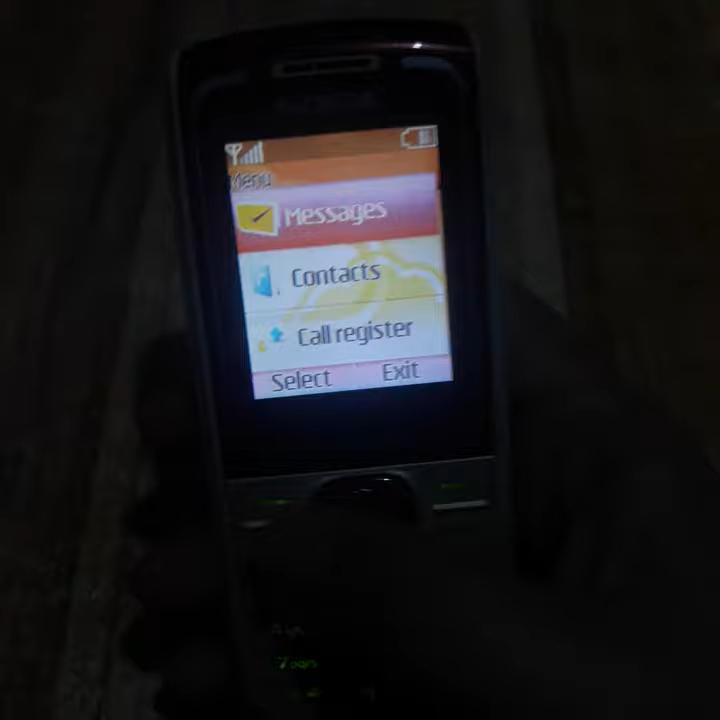 Menu
Messages
Contacts
Call register
Select Exit